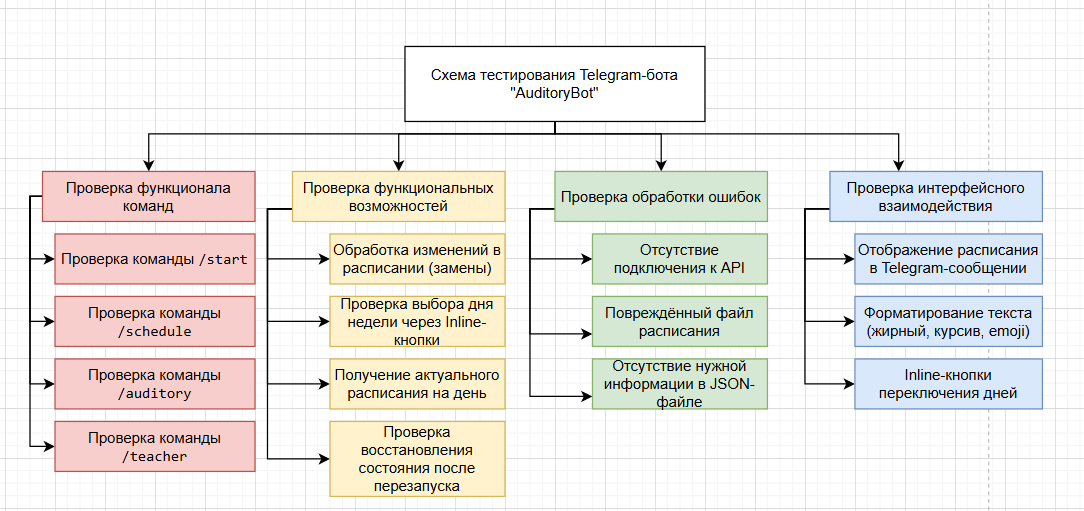 Схема тестирования Telegram-бота
"AuditoryBot"
Проверка функционала
команд
Проверка команды /start
Проверка команды
/schedule
Проверка команды
/auditory
Проверка команды
/teacher
Проверка функциональных
возможностей
Обработка изменений в
расписании (замены)
Проверка выбора дня
недели через Inline-
кнопки
Получение актуального
расписания на день
Проверка
восстановления
состояния после
перезапуска
Проверка обработки ошибок
Отсутствие
подключения к API
Повреждённый файл
расписания
Отсутствие нужной
информации в JSON-
файле
Проверка интерфейсного
взаимодействия
Отображение расписания
в Telegram-сообщении
Форматирование текста
(жирный, курсив, emoji)
Inline-кнопки
переключения дней